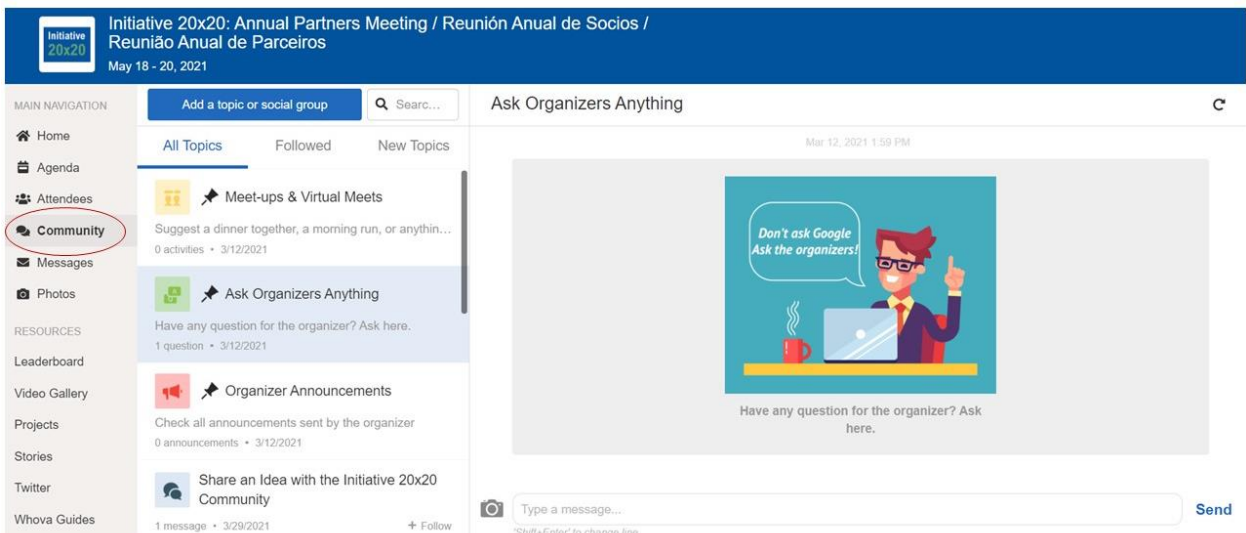 Initiative
20x20
Initiative 20x20: Annual Partners Meeting / Reunión Anual de Socios /
Reunião Anual de Parceiros
May 18 - 20, 2021
MAIN NAVIGATION
Home
Agenda
Attendees
Community
Messages
Photos
RESOURCES
Leaderboard
Video Gallery
Projects
Stories
Twitter
Whova Guides
Add a topic or social group
Searc...
All Topics Followed New Topics
Meet-ups & Virtual Meets
Suggest a dinner together, a morning run, or anythin...
0 activities • 3/12/2021
Ask Organizers Anything
Have any question for the organizer? Ask here.
1 question • 3/12/2021
Organizer Announcements
Check all announcements sent by the organizer
0 announcements • 3/12/2021
Share an Idea with the Initiative 20x20
Community
1 message • 3/29/2021 + Follow
Ask Organizers Anything
Mar 12, 2021 1:59 PM
Don't ask Google
Ask the organizers!
Have any question for the organizer? Ask
here.
Type a message...
Send
'Shift+Enter' to change line